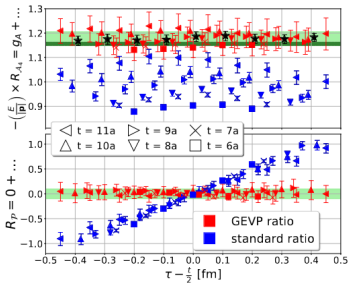 1.3
1.2
1.1
1.0
0.9
−(E/|p|) × R_{A_4} = g_A + ...
t = 11a
t = 9a
t = 7a
t = 10a
t = 8a
t = 6a
1.0
0.5
0.0
−0.5
−1.0
R_P = 0 + ...
GEVP ratio
standard ratio
−0.5 −0.4 −0.3 −0.2 −0.1 0.0 0.1 0.2 0.3 0.4 0.5
τ − t/2 [fm]